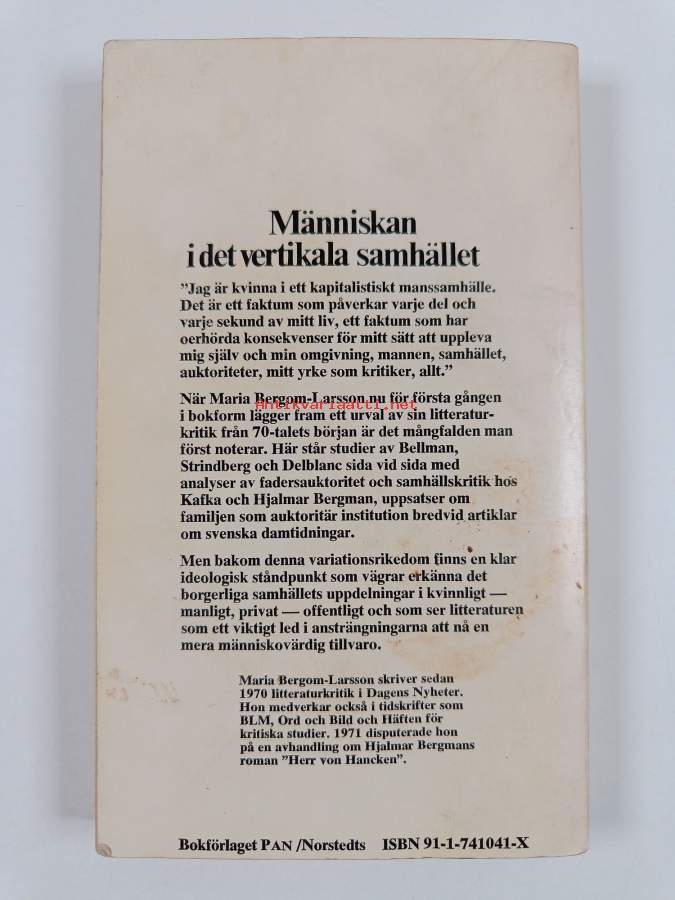 Människan
i det vertikala samhället
"Jag är kvinna i ett kapitalistiskt manssamhälle.
Det är ett faktum som påverkar varje del och
varje sekund av mitt liv, ett faktum som har
oerhörda konsekvenser för mitt sätt att uppleva
mig själv och min omgivning, mannen, samhället,
auktoriteter, mitt yrke som kritiker, allt."
När Maria Bergom-Larsson nu för första gången
Antikvariaatti.net
i bokform lägger fram ett urval av sin litteratur-
kritik från 70-talets början är det mångfalden man
först noterar. Här står studier av Bellman,
Strindberg och Delblanc sida vid sida med
analyser av fadersauktoritet och samhällskritik hos
Kafka och Hjalmar Bergman, uppsatser om
familjen som auktoritär institution bredvid artiklar
om svenska damtidningar.
Men bakom denna variationsrikedom finns en klar
ideologisk ståndpunkt som vägrar erkänna det
borgerliga samhällets uppdelningar i kvinnligt —
manligt, privat — offentligt och som ser litteraturen
som ett viktigt led i ansträngningarna att nå en
mera människovärdig tillvaro.
Maria Bergom-Larsson skriver sedan
1970 litteraturkritik i Dagens Nyheter.
Hon medverkar också i tidskrifter som
BLM, Ord och Bild och Häften för
kritiska studier. 1971 disputerade hon
på en avhandling om Hjalmar Bergmans
roman "Herr von Hancken".
Bokförlaget PAN /Norstedts ISBN 91-1-741041-X